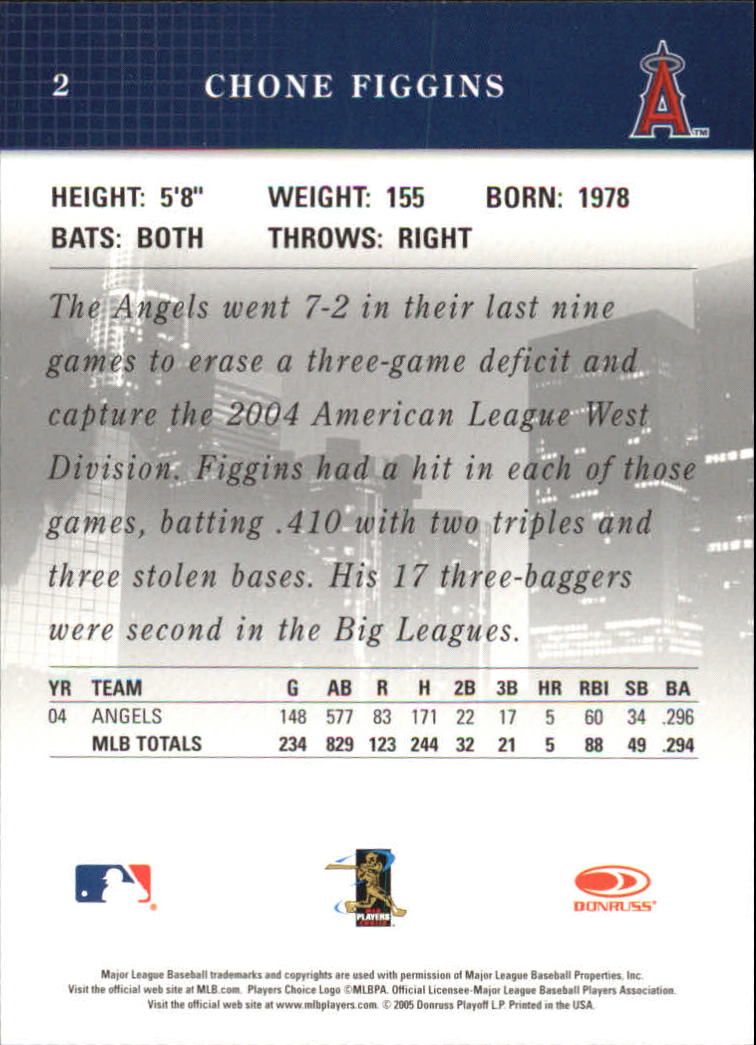 2 CHONE FIGGINS
A TM
HEIGHT: 5'8" WEIGHT: 155 BORN: 1978
BATS: BOTH THROWS: RIGHT
The Angels went 7-2 in their last nine
games to erase a three-game deficit and
capture the 2004 American League West
Division. Figgins had a hit in each of those
games, batting .410 with two triples and
three stolen bases. His 17 three-baggers
were second in the Big Leagues.
YR TEAM G AB R H 2B 3B HR RBI SB BA
04 ANGELS 148 577 83 171 22 17 5 60 34 .296
MLB TOTALS 234 829 123 244 32 21 5 88 49 .294
PLAYERS
CHOICE
DONRUSS
Major League Baseball trademarks and copyrights are used with permission of Major League Baseball Properties, Inc.
Visit the official web site at MLB.com. Players Choice Logo ©MLBPA. Official Licensee-Major League Baseball Players Association.
Visit the official web site at www.mlbplayers.com. © 2005 Donruss Playoff L.P. Printed in the USA.